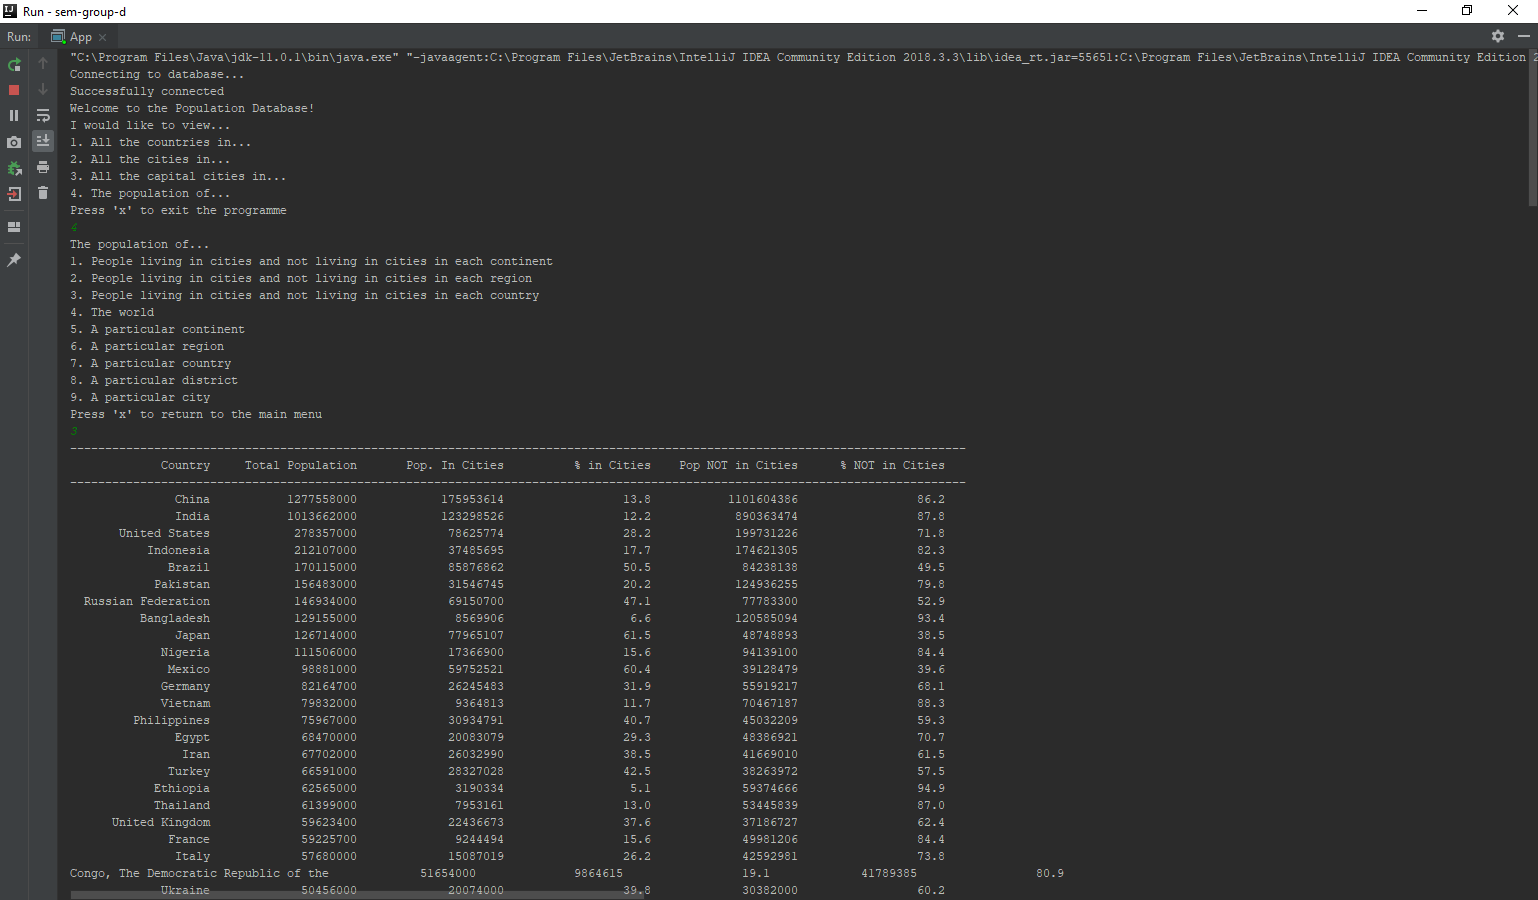 Run - sem-group-d
Run: App
"C:\Program Files\Java\jdk-11.0.1\bin\java.exe" "-javaagent:C:\Program Files\JetBrains\IntelliJ IDEA Community Edition 2018.3.3\lib\idea_rt.jar=55651:C:\Program Files\JetBrains\IntelliJ IDEA Community Edition 2
Connecting to database...
Successfully connected
Welcome to the Population Database!
I would like to view...
1. All the countries in...
2. All the cities in...
3. All the capital cities in...
4. The population of...
Press 'x' to exit the programme
4
The population of...
1. People living in cities and not living in cities in each continent
2. People living in cities and not living in cities in each region
3. People living in cities and not living in cities in each country
4. The world
5. A particular continent
6. A particular region
7. A particular country
8. A particular district
9. A particular city
Press 'x' to return to the main menu
3
Country Total Population Pop. In Cities % in Cities Pop NOT in Cities % NOT in Cities
China 1277558000 175953614 13.8 1101604386 86.2
India 1013662000 123298526 12.2 890363474 87.8
United States 278357000 78625774 28.2 199731226 71.8
Indonesia 212107000 37485695 17.7 174621305 82.3
Brazil 170115000 85876862 50.5 84238138 49.5
Pakistan 156483000 31546745 20.2 124936255 79.8
Russian Federation 146934000 69150700 47.1 77783300 52.9
Bangladesh 129155000 8569906 6.6 120585094 93.4
Japan 126714000 77965107 61.5 48748893 38.5
Nigeria 111506000 17366900 15.6 94139100 84.4
Mexico 98881000 59752521 60.4 39128479 39.6
Germany 82164700 26245483 31.9 55919217 68.1
Vietnam 79832000 9364813 11.7 70467187 88.3
Philippines 75967000 30934791 40.7 45032209 59.3
Egypt 68470000 20083079 29.3 48386921 70.7
Iran 67702000 26032990 38.5 41669010 61.5
Turkey 66591000 28327028 42.5 38263972 57.5
Ethiopia 62565000 3190334 5.1 59374666 94.9
Thailand 61399000 7953161 13.0 53445839 87.0
United Kingdom 59623400 22436673 37.6 37186727 62.4
France 59225700 9244494 15.6 49981206 84.4
Italy 57680000 15087019 26.2 42592981 73.8
Congo, The Democratic Republic of the 51654000 9864615 19.1 41789385 80.9
Ukraine 50456000 20074000 39.8 30382000 60.2